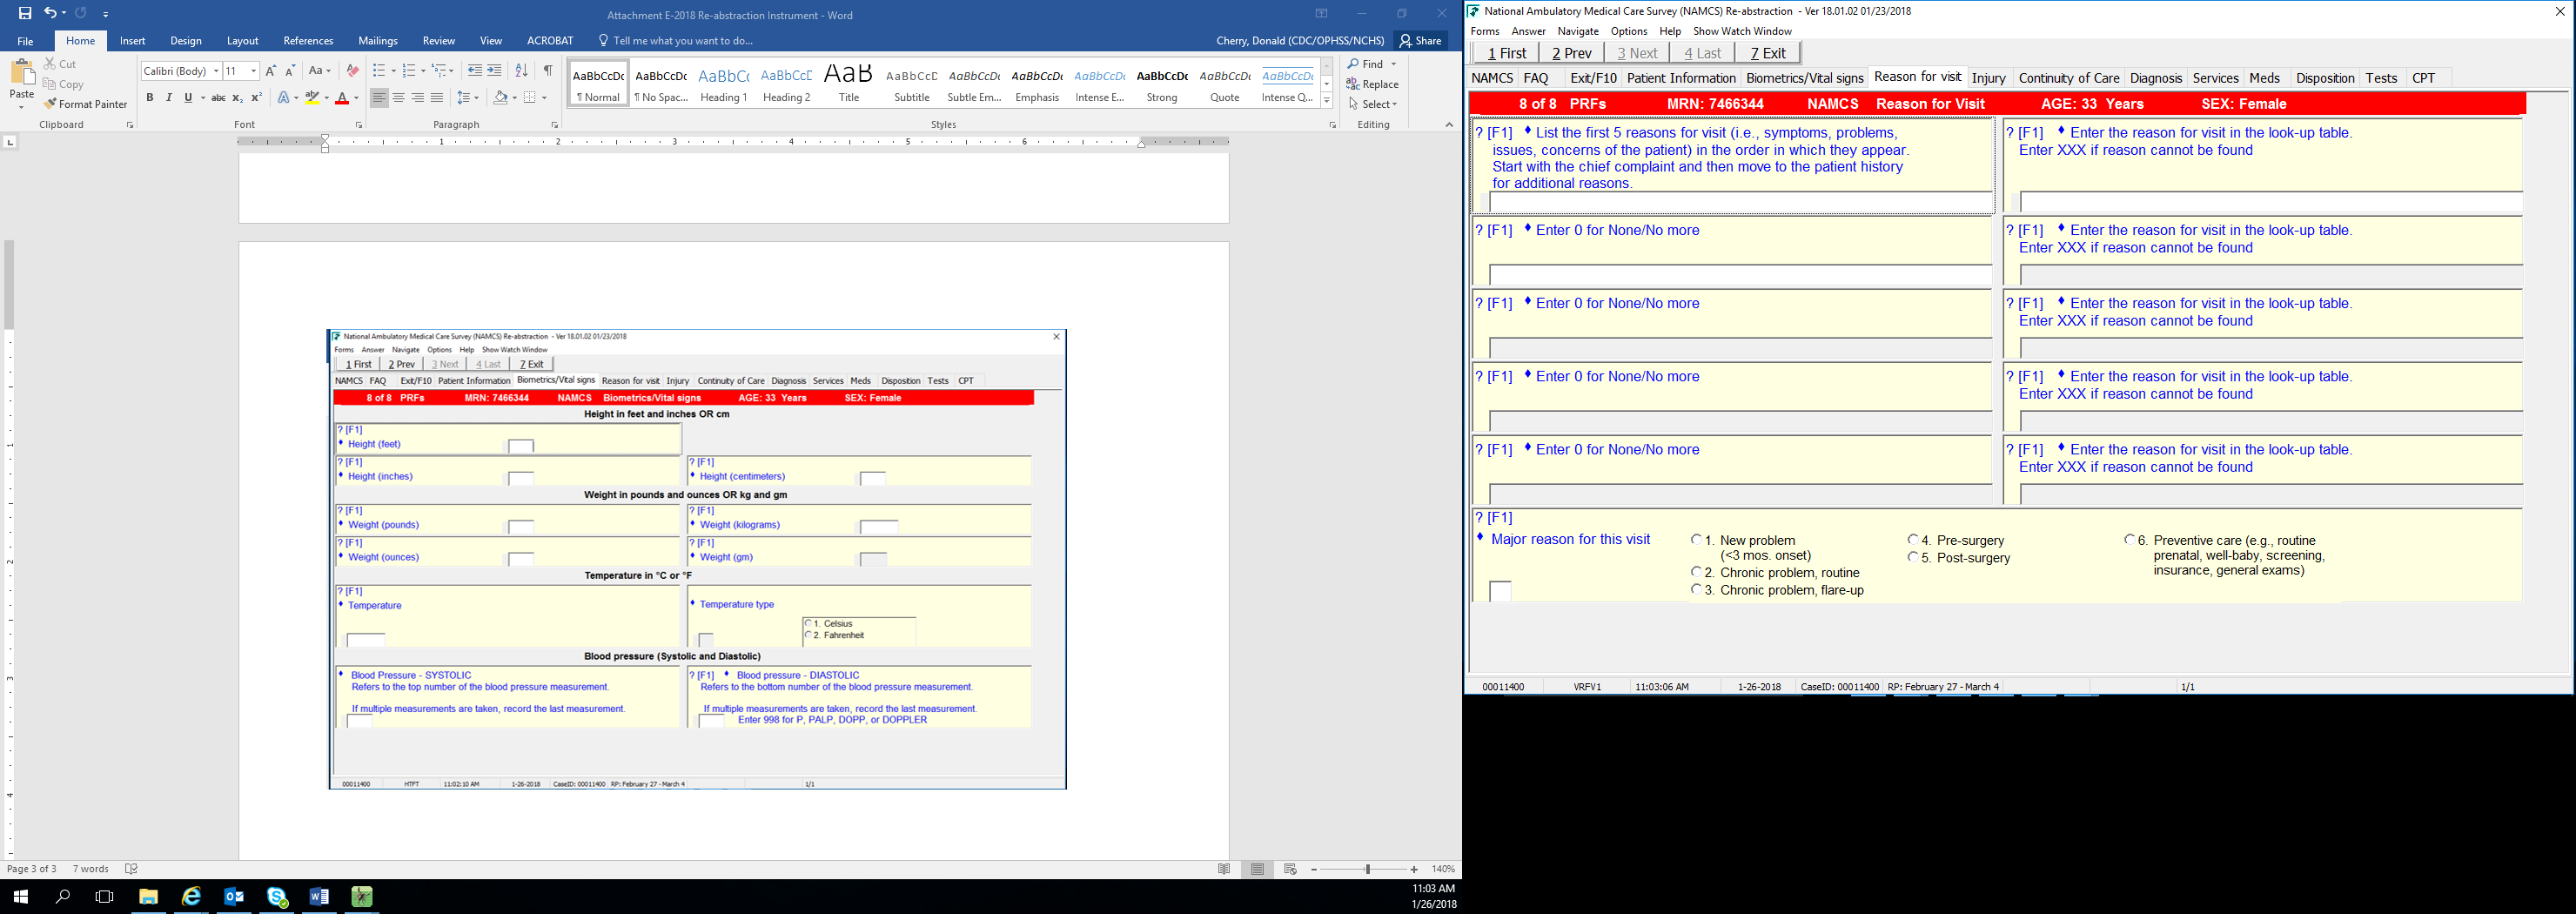 Attachment E-2018 Re-abstraction Instrument - Word
File Home Insert Design Layout References Mailings Review View ACROBAT Tell me what you want to do... Cherry, Donald (CDC/OPHSS/NCHS) Share
Paste
Cut
Copy
Format Painter
Clipboard
Calibri (Body) 11
B I U abc x₂ x²
Font
Paragraph
AaBbCcDc AaBbCcDc AaBbCc AaBbCcE AaB AaBbCcD AaBbCcDc AaBbCcDc AaBbCcDc AaBbCcDc AaBbCcDc AaBbCcDc
¶ Normal ¶ No Spac... Heading 1 Heading 2 Title Subtitle Subtle Em... Emphasis Intense E... Strong Quote Intense Q...
Styles
Find
Replace
Select
Editing
1 2 3 4 5 6
National Ambulatory Medical Care Survey (NAMCS) Re-abstraction - Ver 18.01.02 01/23/2018
Forms Answer Navigate Options Help Show Watch Window
1 First 2 Prev 3 Next 4 Last 7 Exit
NAMCS FAQ Exit/F10 Patient Information Biometrics/Vital signs Reason for visit Injury Continuity of Care Diagnosis Services Meds Disposition Tests CPT
8 of 8 PRFs MRN: 7466344 NAMCS Biometrics/Vital signs AGE: 33 Years SEX: Female
Height in feet and inches OR cm
? [F1]
Height (feet)
? [F1] ? [F1]
Height (inches) Height (centimeters)
Weight in pounds and ounces OR kg and gm
? [F1] ? [F1]
Weight (pounds) Weight (kilograms)
? [F1] ? [F1]
Weight (ounces) Weight (gm)
Temperature in °C or °F
? [F1]
Temperature Temperature type
1. Celsius
2. Fahrenheit
Blood pressure (Systolic and Diastolic)
Blood Pressure - SYSTOLIC
Refers to the top number of the blood pressure measurement.
If multiple measurements are taken, record the last measurement.
? [F1] Blood pressure - DIASTOLIC
Refers to the bottom number of the blood pressure measurement.
If multiple measurements are taken, record the last measurement.
Enter 998 for P, PALP, DOPP, or DOPPLER
00011400 HTFT 11:02:10 AM 1-26-2018 CaseID: 00011400 RP: February 27 - March 4 1/1
Page 3 of 3 7 words 140%
11:03 AM
1/26/2018
National Ambulatory Medical Care Survey (NAMCS) Re-abstraction - Ver 18.01.02 01/23/2018
Forms Answer Navigate Options Help Show Watch Window
1 First 2 Prev 3 Next 4 Last 7 Exit
NAMCS FAQ Exit/F10 Patient Information Biometrics/Vital signs Reason for visit Injury Continuity of Care Diagnosis Services Meds Disposition Tests CPT
8 of 8 PRFs MRN: 7466344 NAMCS Reason for Visit AGE: 33 Years SEX: Female
? [F1] List the first 5 reasons for visit (i.e., symptoms, problems,
issues, concerns of the patient) in the order in which they appear.
Start with the chief complaint and then move to the patient history
for additional reasons.
? [F1] Enter the reason for visit in the look-up table.
Enter XXX if reason cannot be found
? [F1] Enter 0 for None/No more
? [F1] Enter the reason for visit in the look-up table.
Enter XXX if reason cannot be found
? [F1] Enter 0 for None/No more
? [F1] Enter the reason for visit in the look-up table.
Enter XXX if reason cannot be found
? [F1] Enter 0 for None/No more
? [F1] Enter the reason for visit in the look-up table.
Enter XXX if reason cannot be found
? [F1] Enter 0 for None/No more
? [F1] Enter the reason for visit in the look-up table.
Enter XXX if reason cannot be found
? [F1]
Major reason for this visit
1. New problem
(<3 mos. onset)
2. Chronic problem, routine
3. Chronic problem, flare-up
4. Pre-surgery
5. Post-surgery
6. Preventive care (e.g., routine
prenatal, well-baby, screening,
insurance, general exams)
00011400 VRFV1 11:03:06 AM 1-26-2018 CaseID: 00011400 RP: February 27 - March 4 1/1